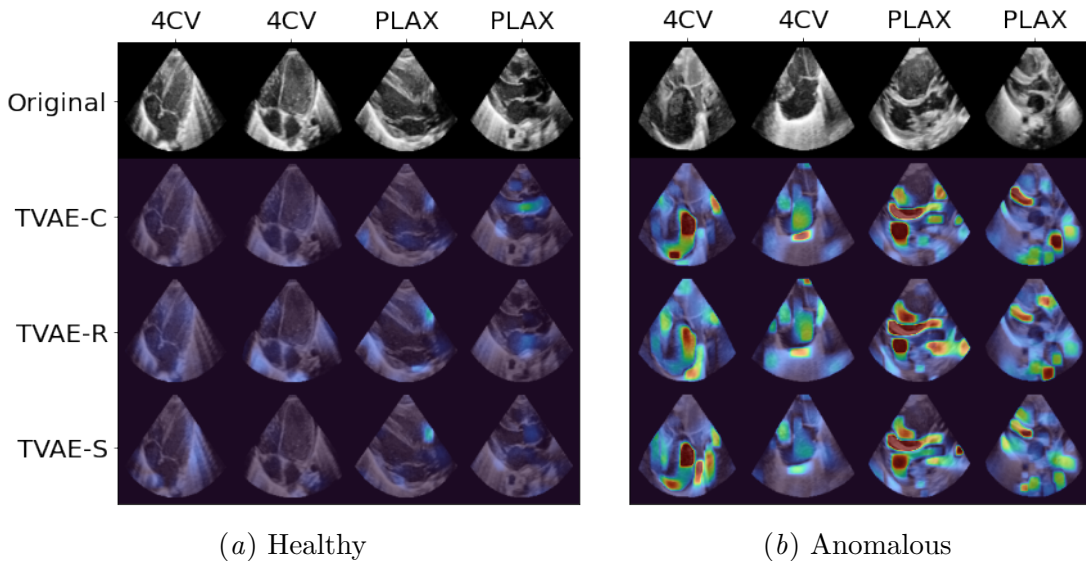 4CV 4CV PLAX PLAX
4CV 4CV PLAX PLAX
Original
TVAE-C
TVAE-R
TVAE-S
(a) Healthy
(b) Anomalous